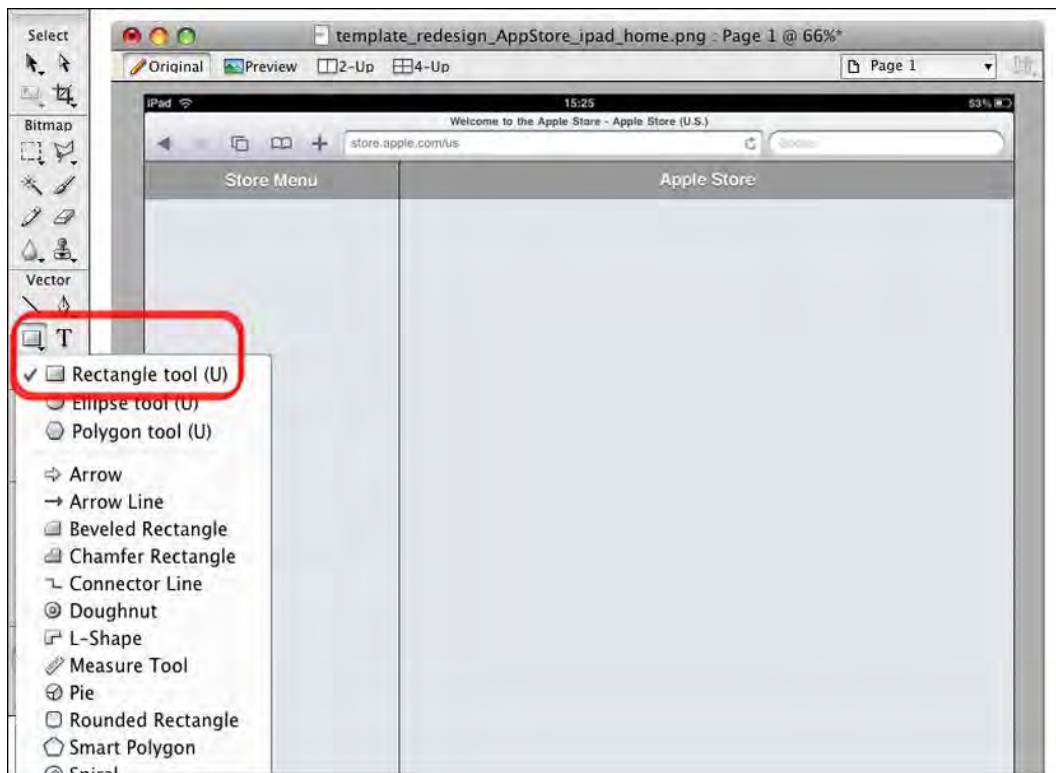 Select
template_redesign_AppStore_ipad_home.png : Page 1 @ 66%*
Original Preview 2-Up 4-Up Page 1
iPad 15:25 53%
Bitmap
Welcome to the Apple Store - Apple Store (U.S.)
store.apple.com/us
Store Menu Apple Store
Vector
T
Rectangle tool (U)
Ellipse tool (U)
Polygon tool (U)
Arrow
Arrow Line
Beveled Rectangle
Chamfer Rectangle
Connector Line
Doughnut
L-Shape
Measure Tool
Pie
Rounded Rectangle
Smart Polygon
Spiral